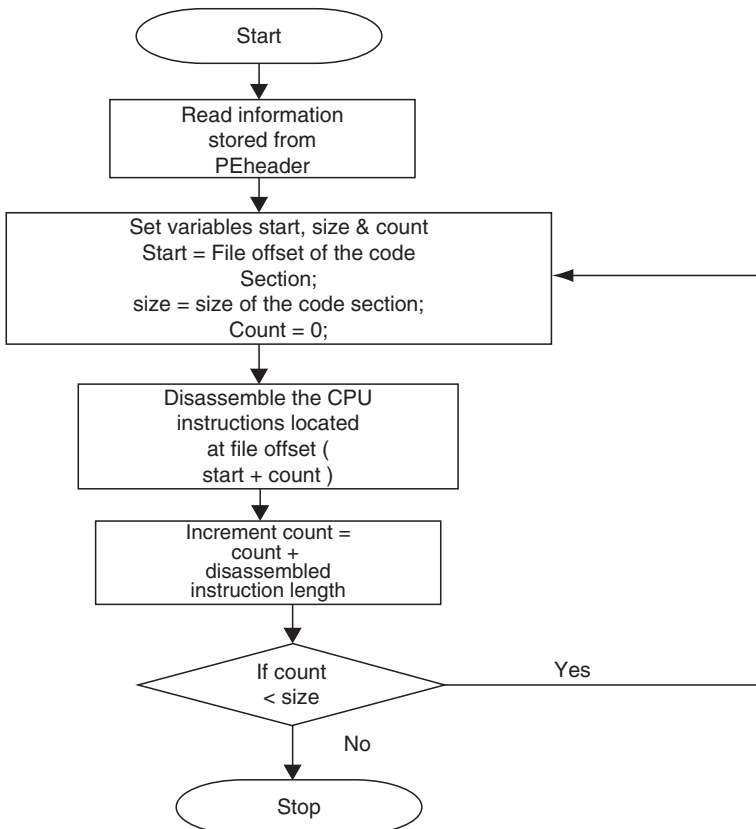 Start
Read information
stored from
PEheader
Set variables start, size & count
Start = File offset of the code
Section;
size = size of the code section;
Count = 0;
Disassemble the CPU
instructions located
at file offset (
start + count )
Increment count =
count +
disassembled
instruction length
If count
< size
Yes
No
Stop